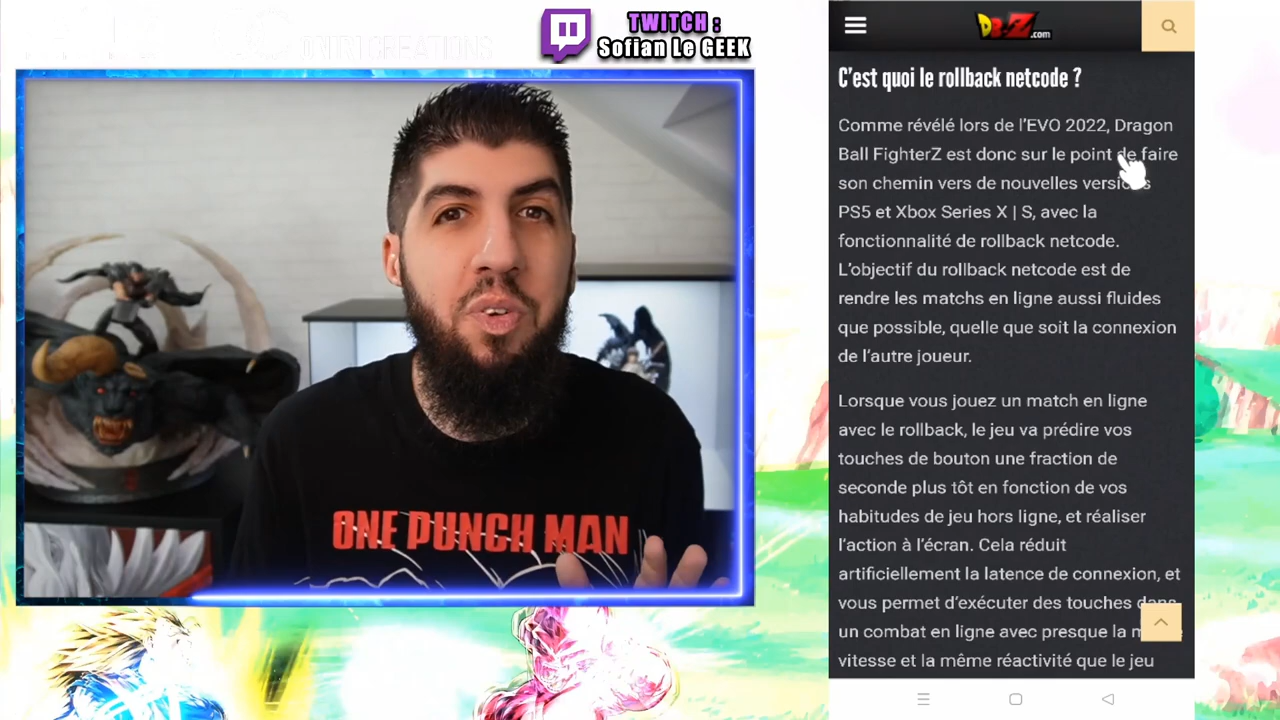 TWITCH :
Sofian Le GEEK
ONE PUNCH MAN
DB-Z.com
C'est quoi le rollback netcode ?
Comme révélé lors de l'EVO 2022, Dragon
Ball FighterZ est donc sur le point de faire
son chemin vers de nouvelles versions
PS5 et Xbox Series X | S, avec la
fonctionnalité de rollback netcode.
L'objectif du rollback netcode est de
rendre les matchs en ligne aussi fluides
que possible, quelle que soit la connexion
de l'autre joueur.
Lorsque vous jouez un match en ligne
avec le rollback, le jeu va prédire vos
touches de bouton une fraction de
seconde plus tôt en fonction de vos
habitudes de jeu hors ligne, et réaliser
l'action à l'écran. Cela réduit
artificiellement la latence de connexion, et
vous permet d'exécuter des touches dans
un combat en ligne avec presque la
vitesse et la même réactivité que le jeu